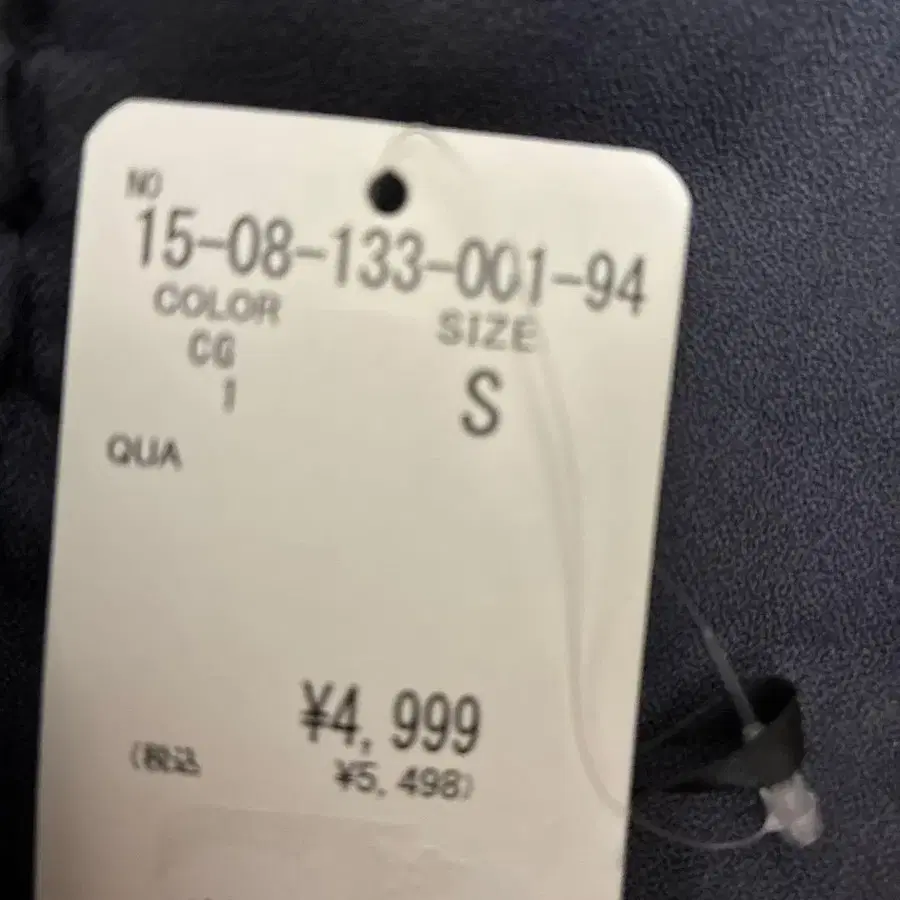 NO
15-08-133-001-94
COLOR SIZE
CG S
1
QUA
¥4,999
(税込 ¥5,498)